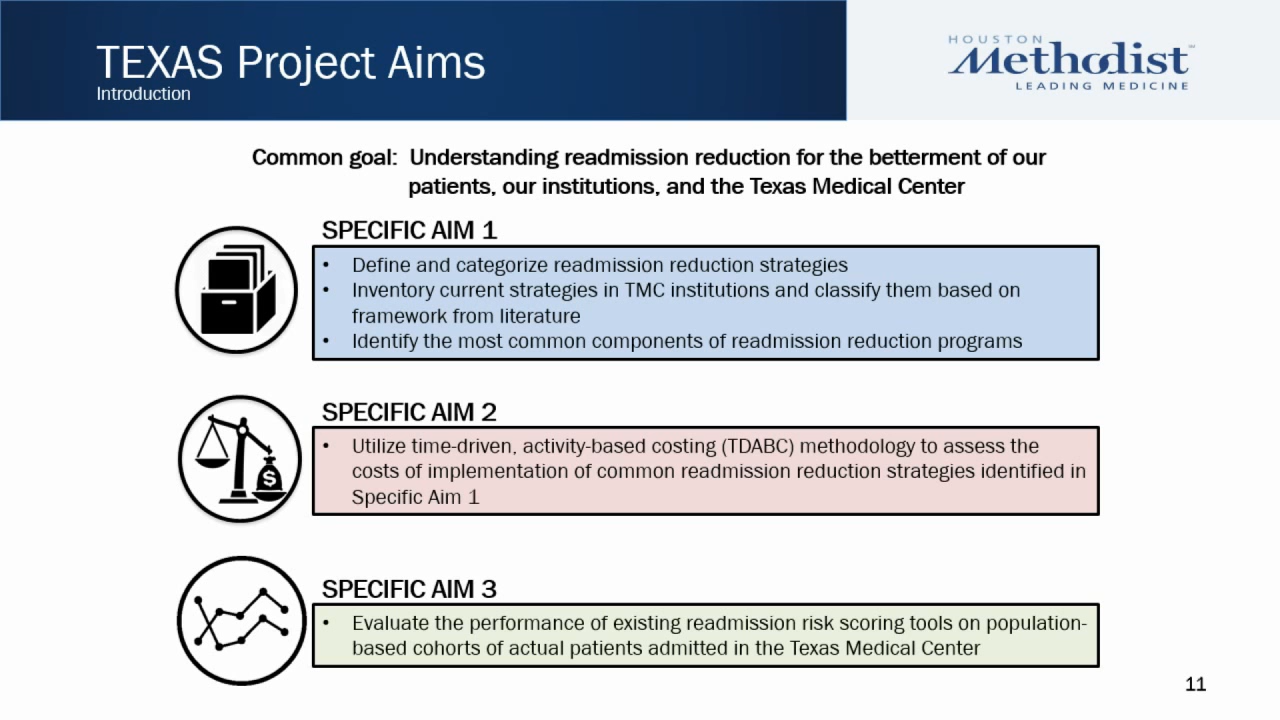 TEXAS Project Aims
Introduction
HOUSTON
Methodist
LEADING MEDICINE
Common goal: Understanding readmission reduction for the betterment of our
patients, our institutions, and the Texas Medical Center
SPECIFIC AIM 1
• Define and categorize readmission reduction strategies
• Inventory current strategies in TMC institutions and classify them based on
framework from literature
• Identify the most common components of readmission reduction programs
SPECIFIC AIM 2
• Utilize time-driven, activity-based costing (TDABC) methodology to assess the
costs of implementation of common readmission reduction strategies identified in
Specific Aim 1
$
SPECIFIC AIM 3
• Evaluate the performance of existing readmission risk scoring tools on population-
based cohorts of actual patients admitted in the Texas Medical Center
11